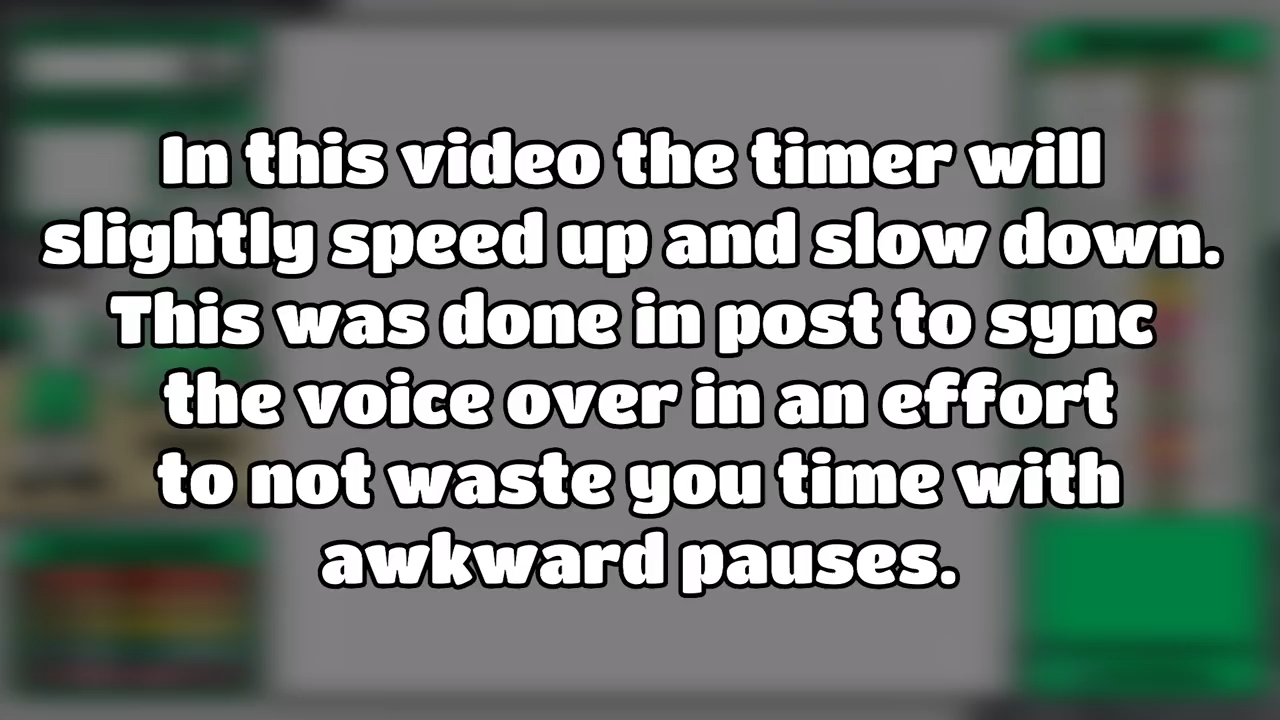 In this video the timer will
slightly speed up and slow down.
This was done in post to sync
the voice over in an effort
to not waste you time with
awkward pauses.